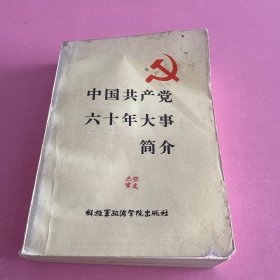 中国共产党
六十年大事
简介
解放军政治学院出版社